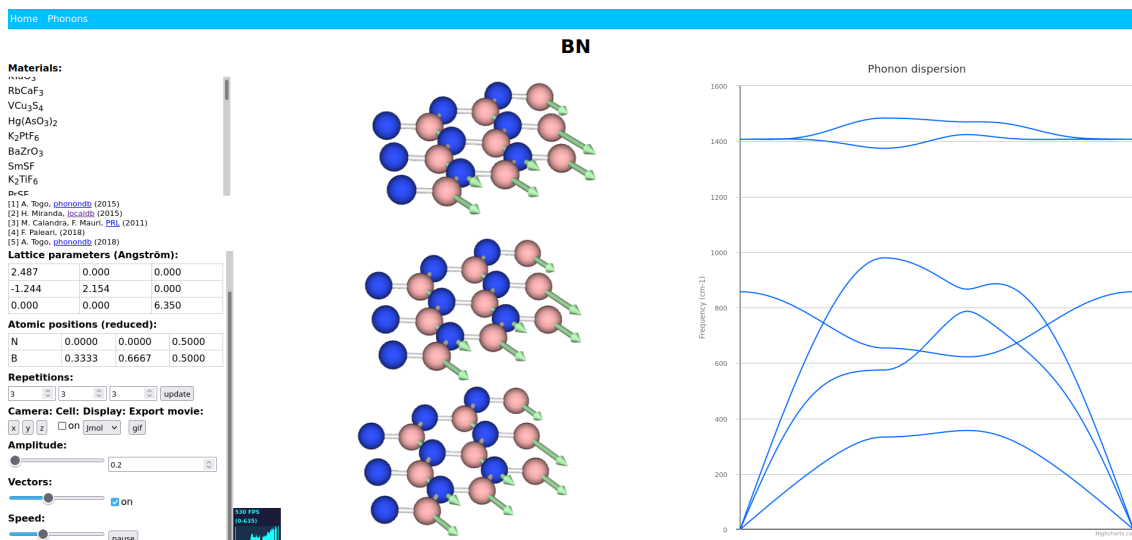 Home Phonons
BN
Materials:
RbCaF3
VCu3S4
Hg(AsO3)2
K2PtF6
BaZrO3
SmSF
K2TiF6
PrSF
[1] A. Togo, phonondb (2015)
[2] H. Miranda, localdb (2015)
[3] M. Calandra, F. Mauri, PRL (2011)
[4] F. Paleari, (2018)
[5] A. Togo, phonondb (2018)
Lattice parameters (Angström):
2.487 0.000 0.000
-1.244 2.154 0.000
0.000 0.000 6.350
Atomic positions (reduced):
N 0.0000 0.0000 0.5000
B 0.3333 0.6667 0.5000
Repetitions:
3 3 3 update
Camera: Cell: Display: Export movie:
x y z on Jmol gif
Amplitude:
0.2
Vectors:
on
Speed:
pause
530 FPS
(0-635)
Phonon dispersion
Frequency (cm-1)
1600
1400
1200
1000
800
600
400
200
0